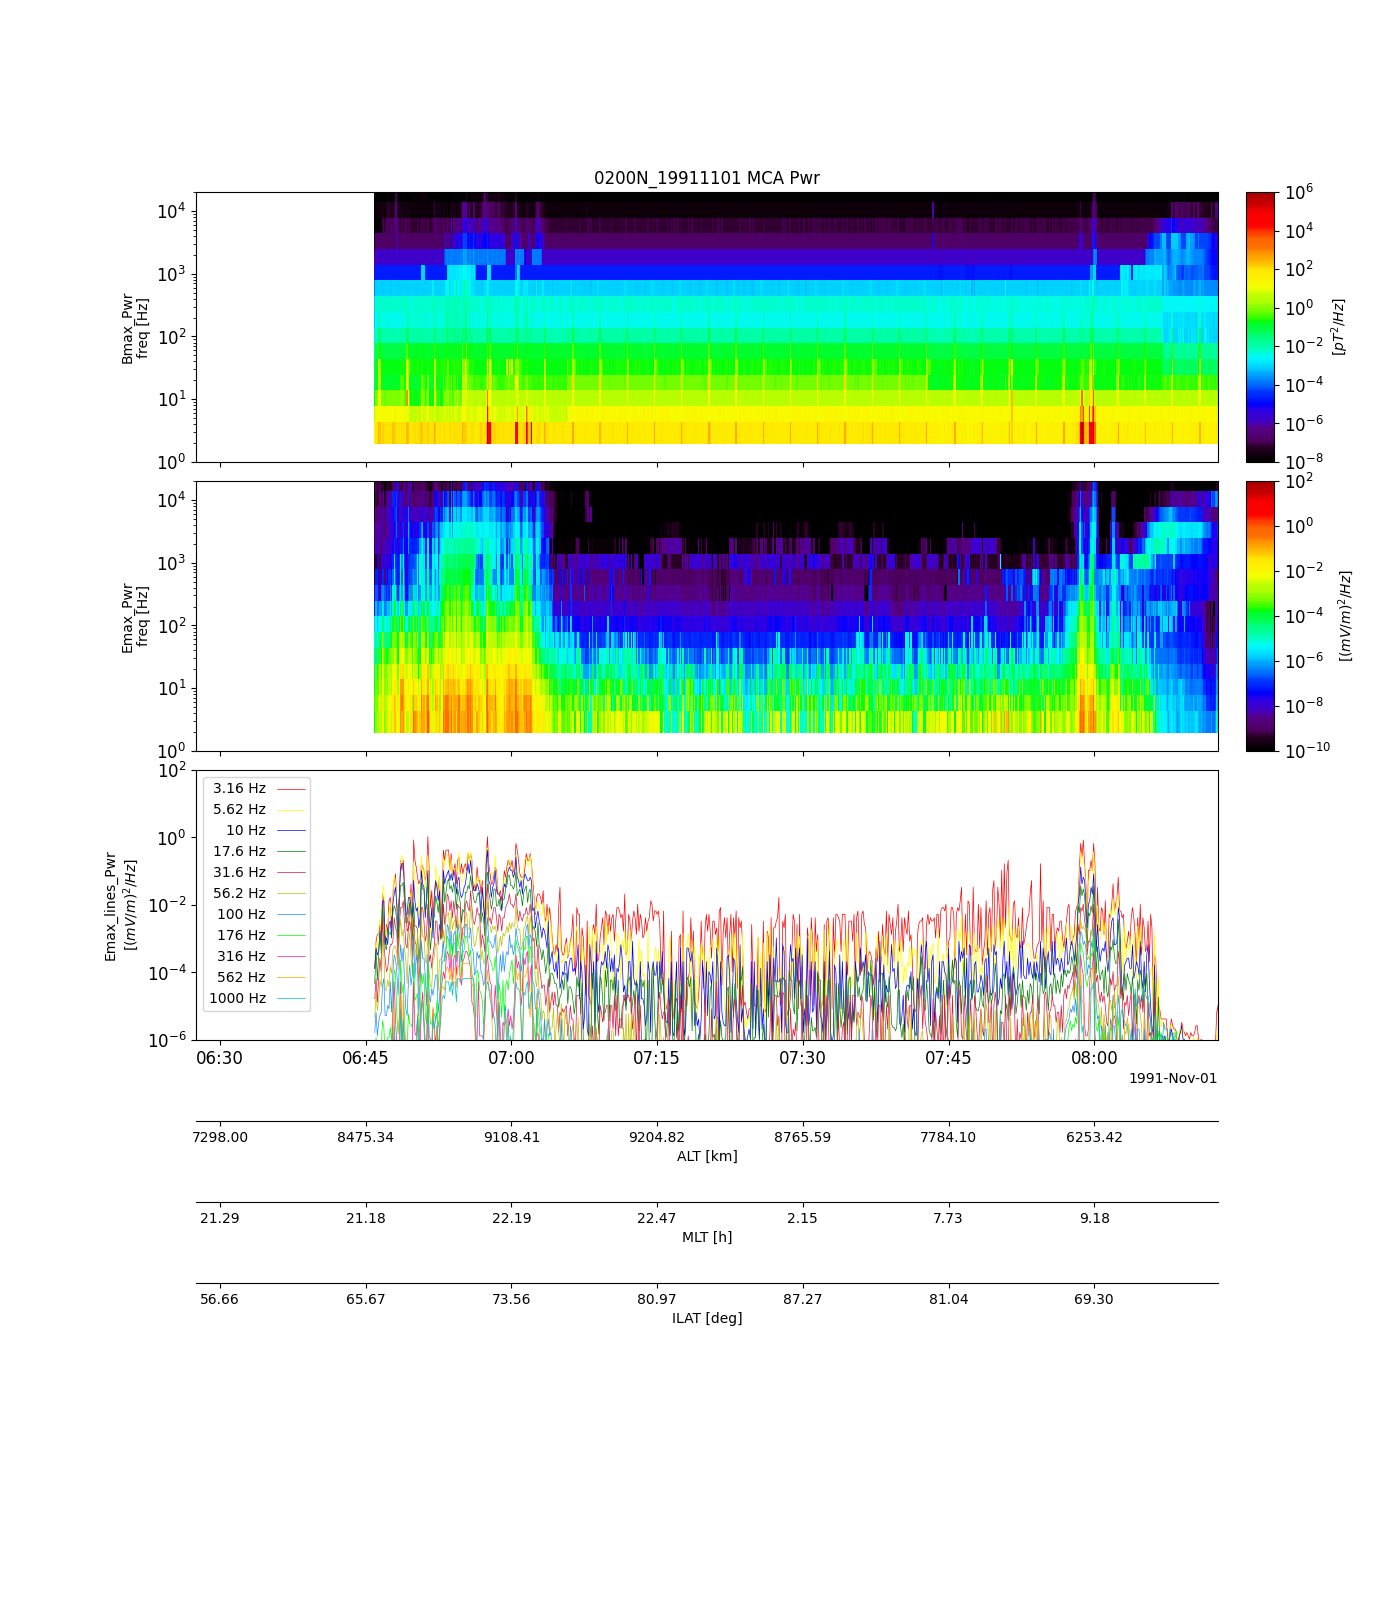 0200N_19911101 MCA Pwr
10^4
10^3
10^2
10^1
10^0
Bmax_Pwr
freq [Hz]
10^6
10^4
10^2
10^0
10^−2
10^−4
10^−6
10^−8
[pT^2/Hz]
10^4
10^3
10^2
10^1
10^0
Emax_Pwr
freq [Hz]
10^2
10^0
10^−2
10^−4
10^−6
10^−8
10^−10
[(mV/m)^2/Hz]
10^2
10^0
10^−2
10^−4
10^−6
Emax_lines_Pwr
[(mV/m)^2/Hz]
3.16 Hz
5.62 Hz
10 Hz
17.6 Hz
31.6 Hz
56.2 Hz
100 Hz
176 Hz
316 Hz
562 Hz
1000 Hz
06:30 06:45 07:00 07:15 07:30 07:45 08:00
1991-Nov-01
7298.00 8475.34 9108.41 9204.82 8765.59 7784.10 6253.42
ALT [km]
21.29 21.18 22.19 22.47 2.15 7.73 9.18
MLT [h]
56.66 65.67 73.56 80.97 87.27 81.04 69.30
ILAT [deg]